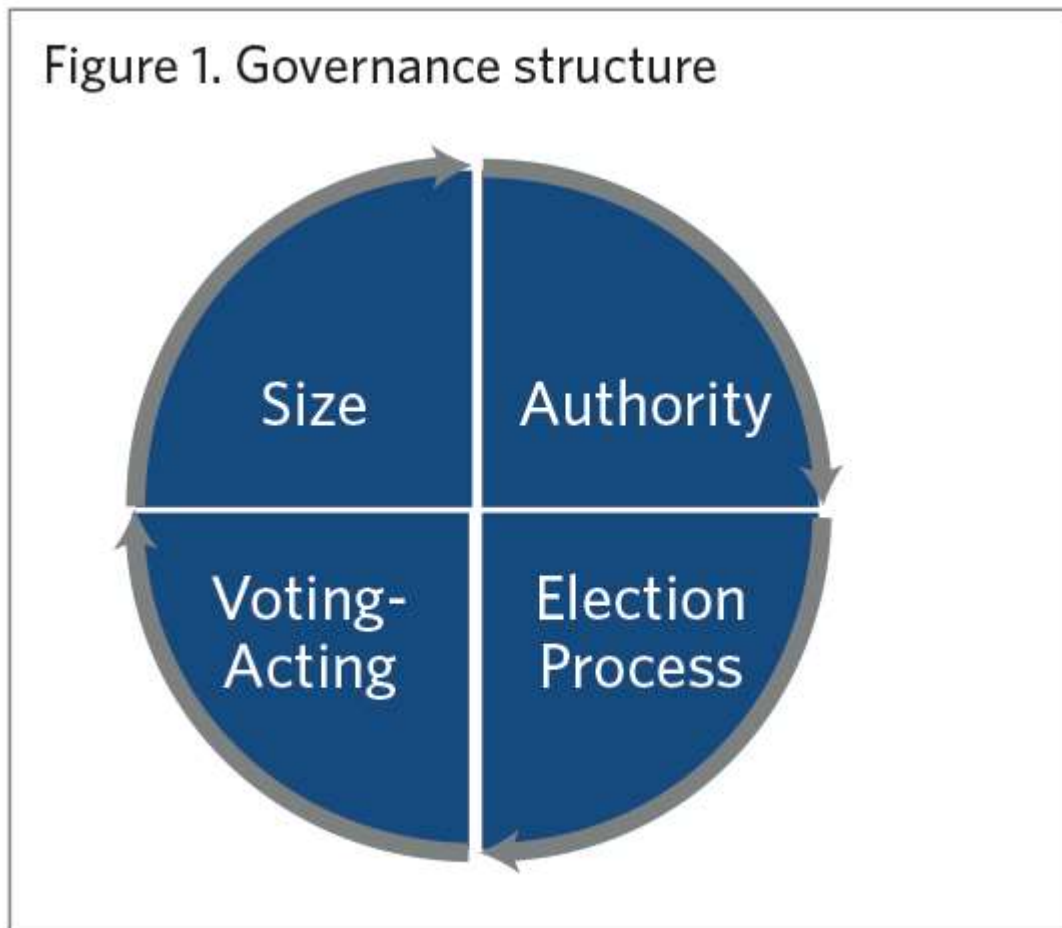 Figure 1. Governance structure
Size
Authority
Voting-
Acting
Election
Process